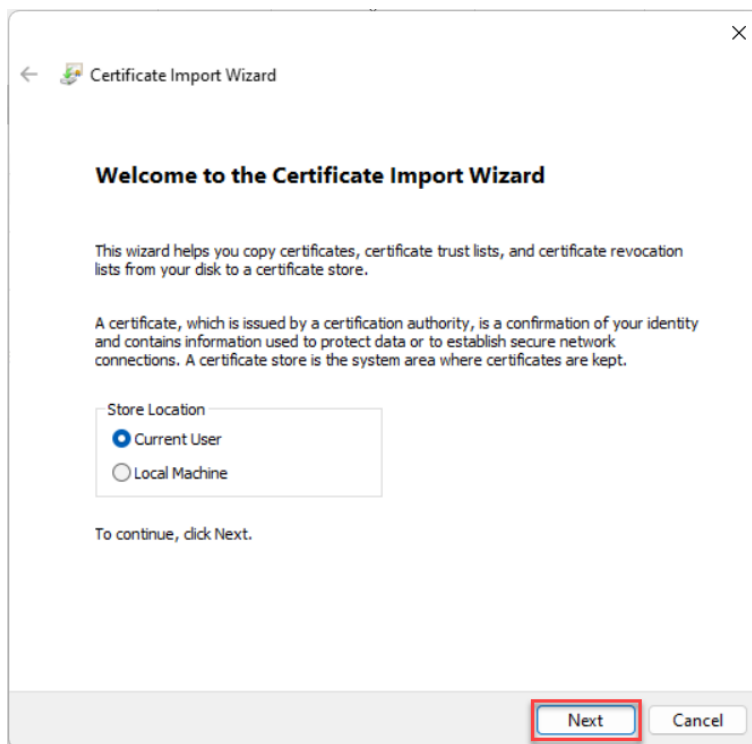 Certificate Import Wizard
Welcome to the Certificate Import Wizard
This wizard helps you copy certificates, certificate trust lists, and certificate revocation
lists from your disk to a certificate store.
A certificate, which is issued by a certification authority, is a confirmation of your identity
and contains information used to protect data or to establish secure network
connections. A certificate store is the system area where certificates are kept.
Store Location
Current User
Local Machine
To continue, click Next.
Next Cancel